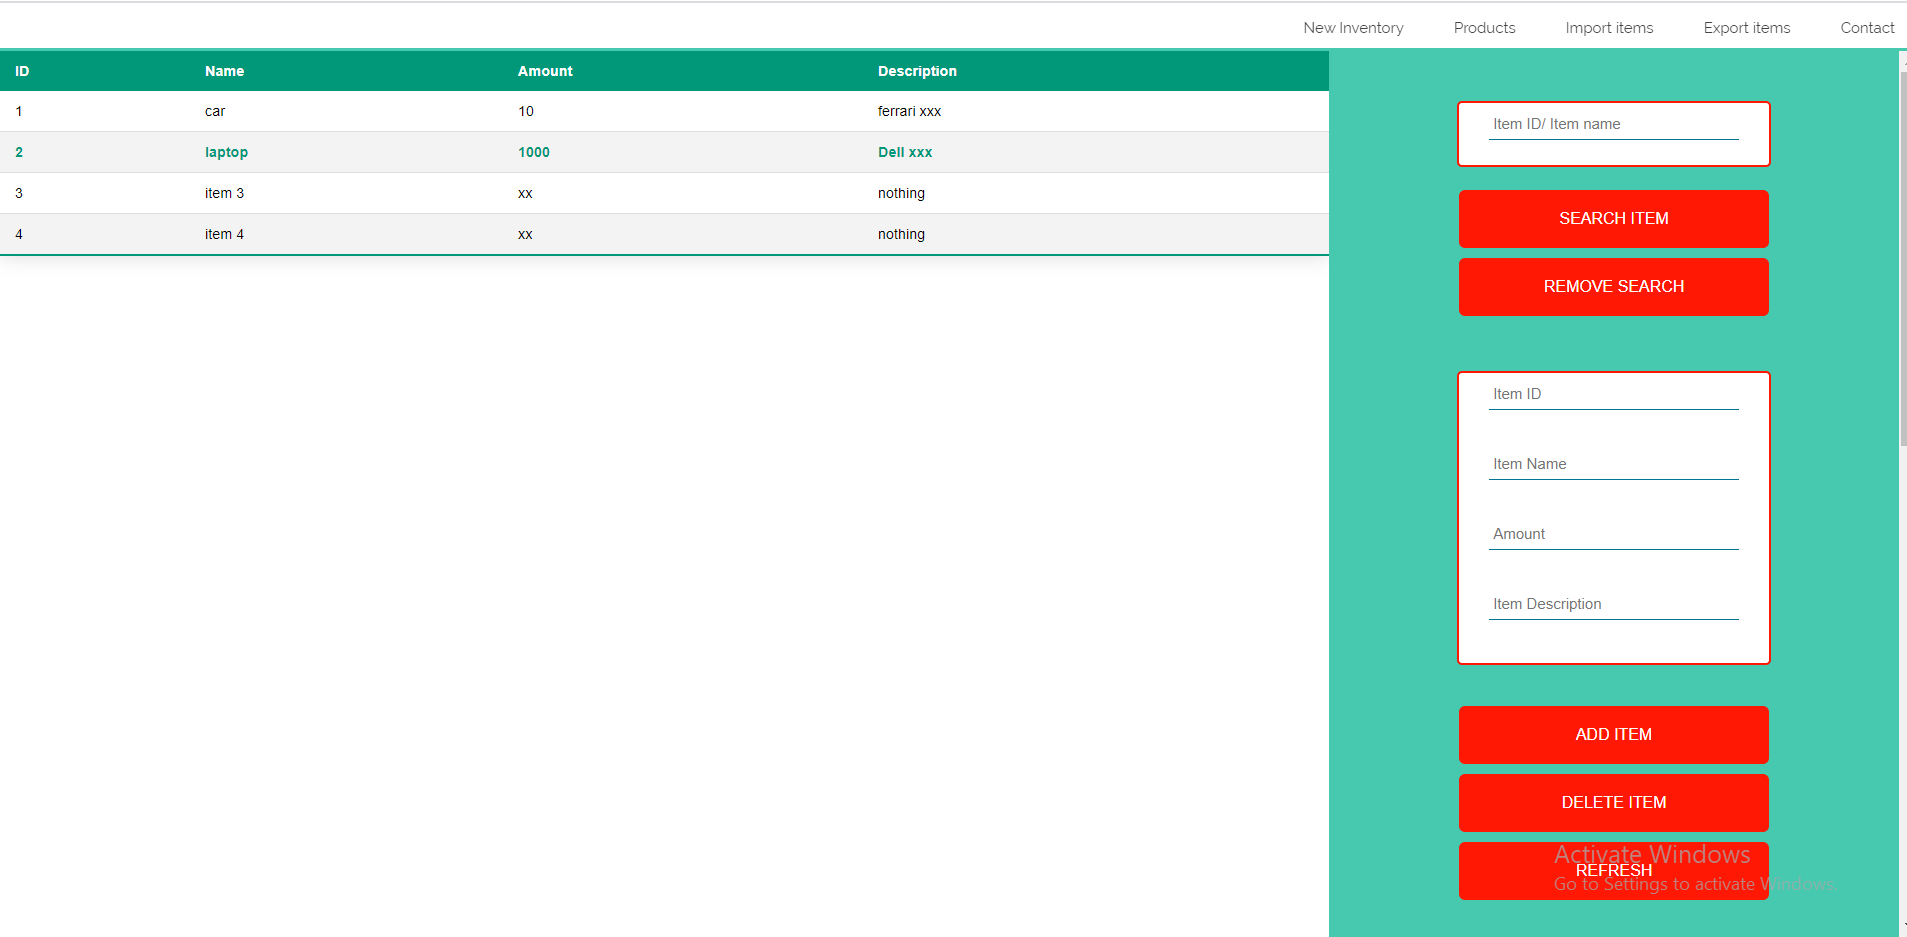 New Inventory Products Import items Export items Contact
ID Name Amount Description
1 car 10 ferrari xxx
2 laptop 1000 Dell xxx
3 item 3 xx nothing
4 item 4 xx nothing
Item ID/ Item name
SEARCH ITEM
REMOVE SEARCH
Item ID
Item Name
Amount
Item Description
ADD ITEM
DELETE ITEM
Activate Windows
REFRESH
Go to Settings to activate Windows.